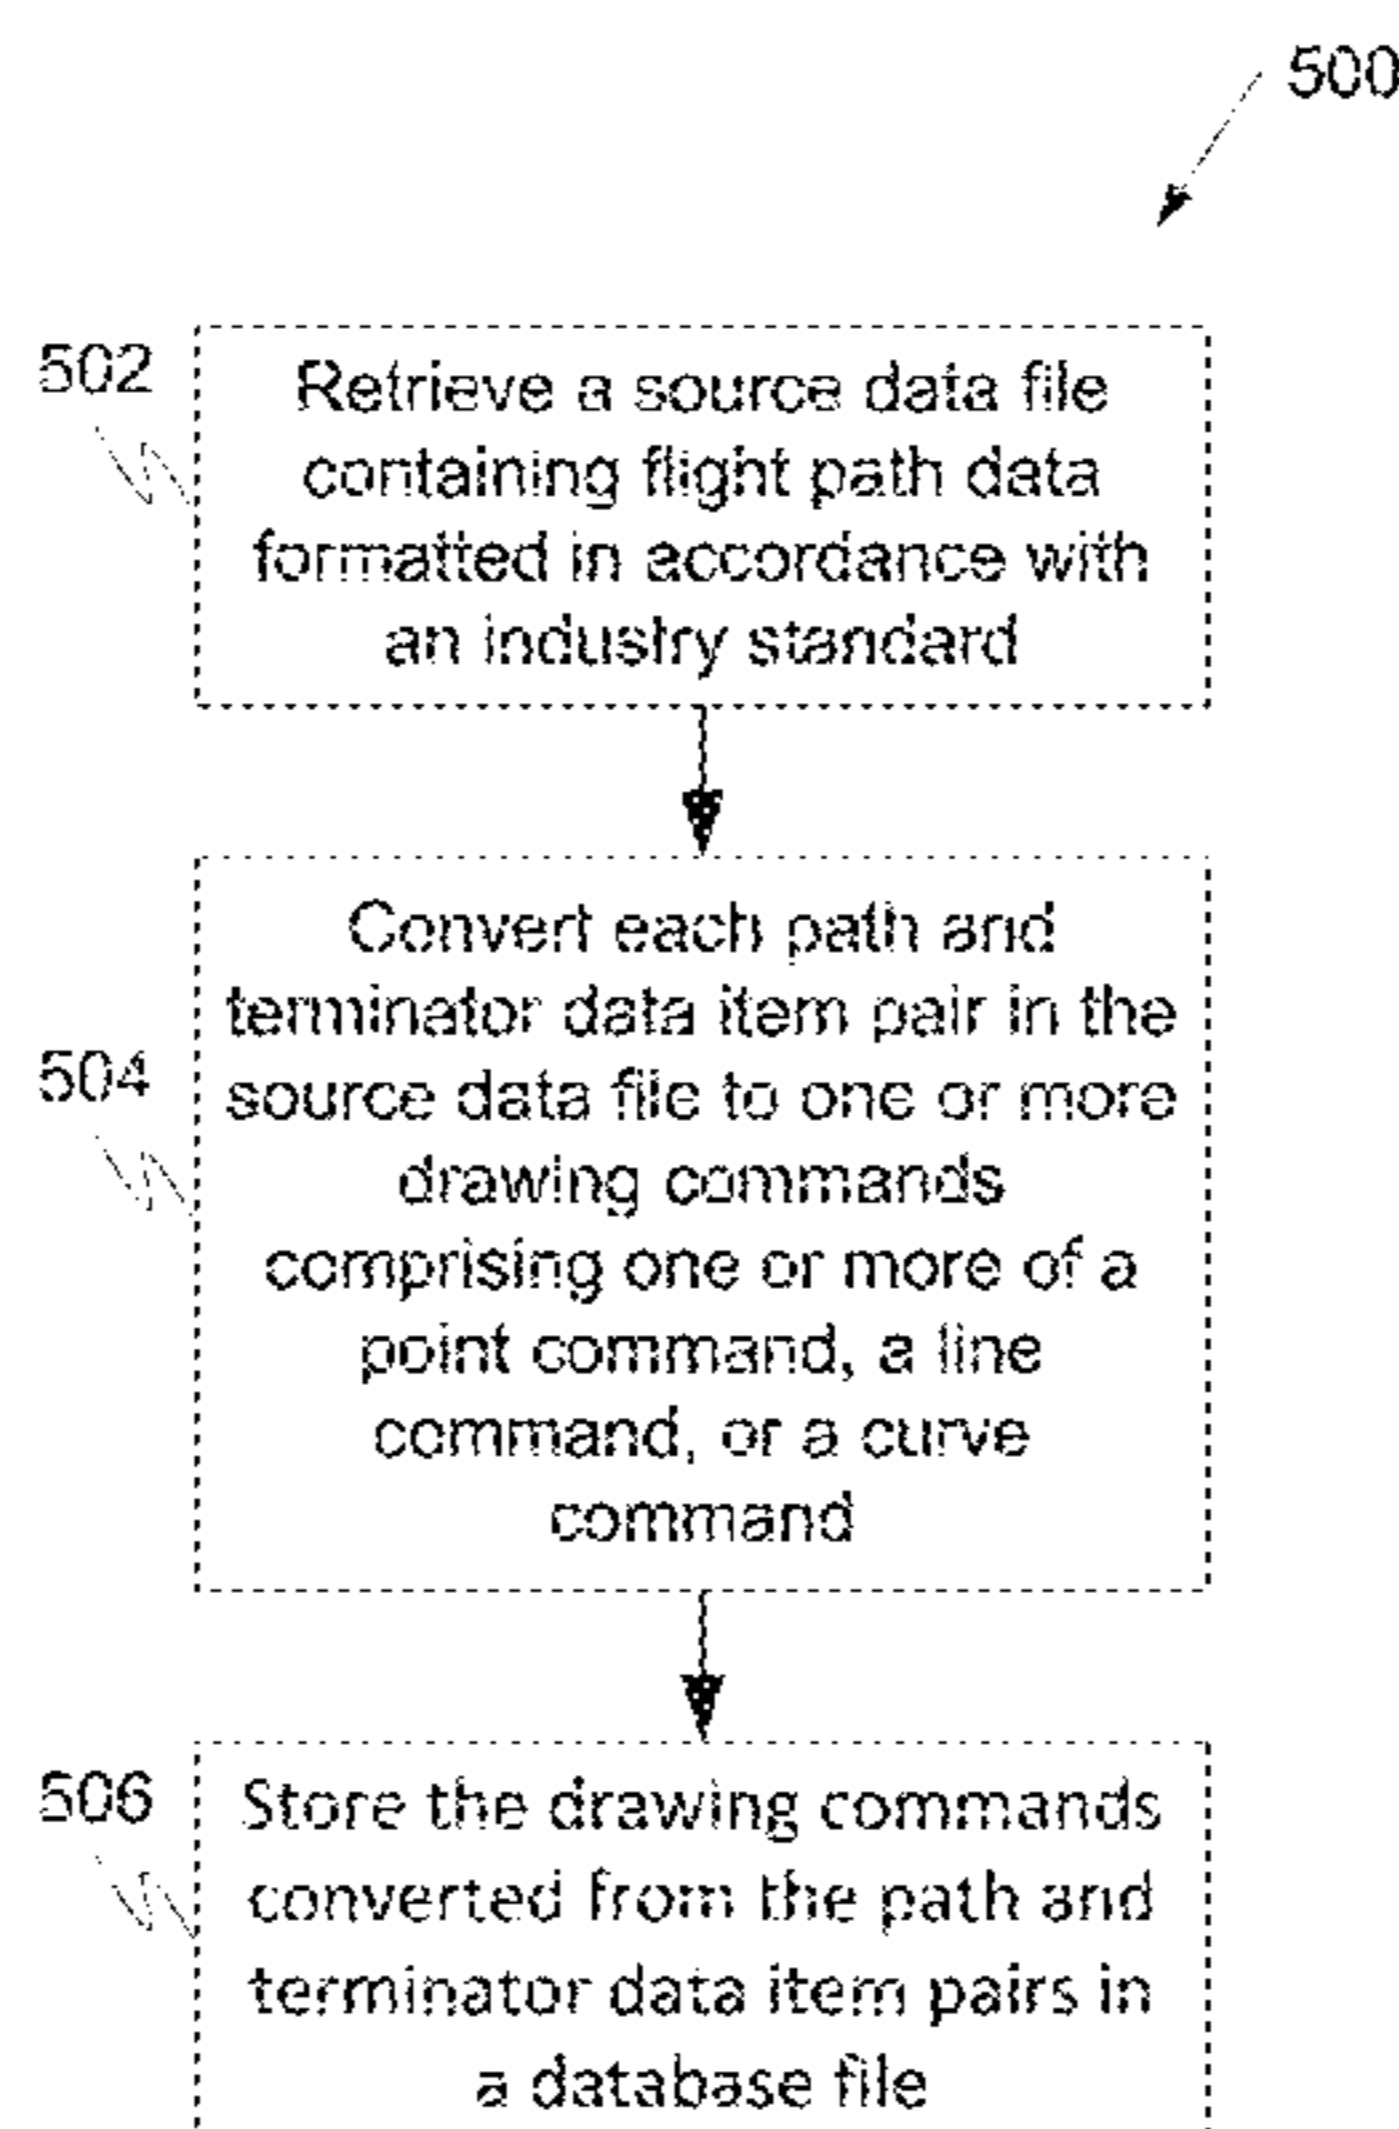 500
502
Retrieve a source data file
containing flight path data
formatted in accordance with
an industry standard
504
Convert each path and
terminator data item pair in the
source data file to one or more
drawing commands
comprising one or more of a
point command, a line
command, or a curve
command
506
Store the drawing commands
converted from the path and
terminator data item pairs in
a database file